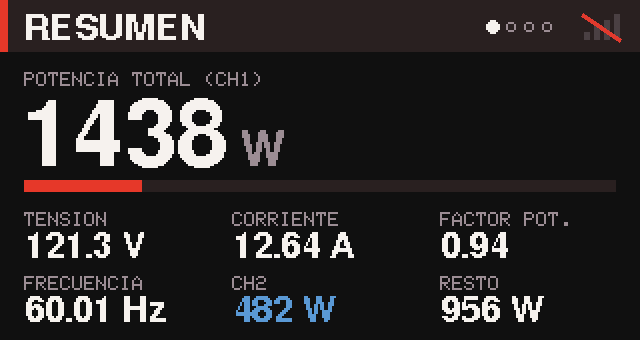 RESUMEN
POTENCIA TOTAL (CH1)
1438 W
TENSION CORRIENTE FACTOR POT.
121.3 V 12.64 A 0.94
FRECUENCIA CH2 RESTO
60.01 Hz 482 W 956 W